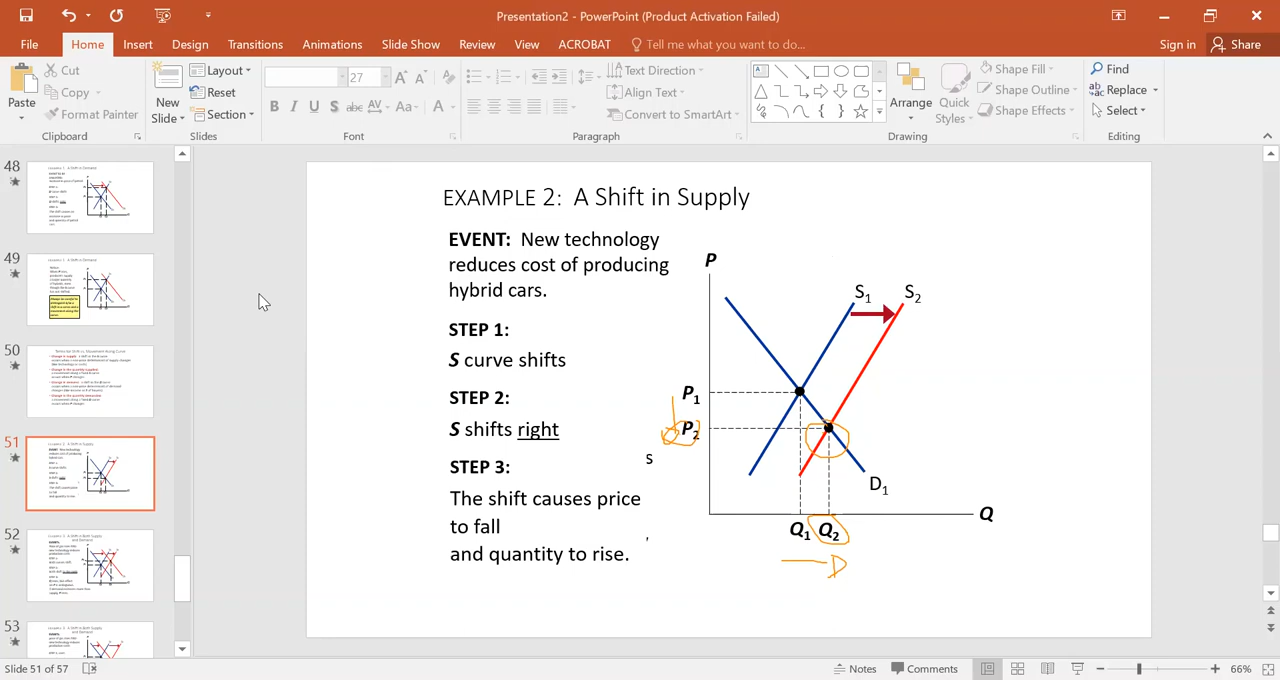 Presentation2 - PowerPoint (Product Activation Failed)
File Home Insert Design Transitions Animations Slide Show Review View ACROBAT Tell me what you want to do... Sign in Share
Paste
Cut
Copy
Format Painter
Clipboard
New Slide
Layout
Reset
Section
Slides
27
B I U S abc AV Aa A
Font
Text Direction
Align Text
Convert to SmartArt
Paragraph
Arrange
Quick Styles
Shape Fill
Shape Outline
Shape Effects
Drawing
Find
Replace
Select
Editing
48
49
50
51
52
53
EXAMPLE 2: A Shift in Supply
EVENT: New technology
reduces cost of producing
hybrid cars.
STEP 1:
S curve shifts
STEP 2:
S shifts right
s
STEP 3:
The shift causes price
to fall
,
and quantity to rise.
P
S1 S2
P1
P2
D1
Q1 Q2 Q
Slide 51 of 57
Notes Comments 66%